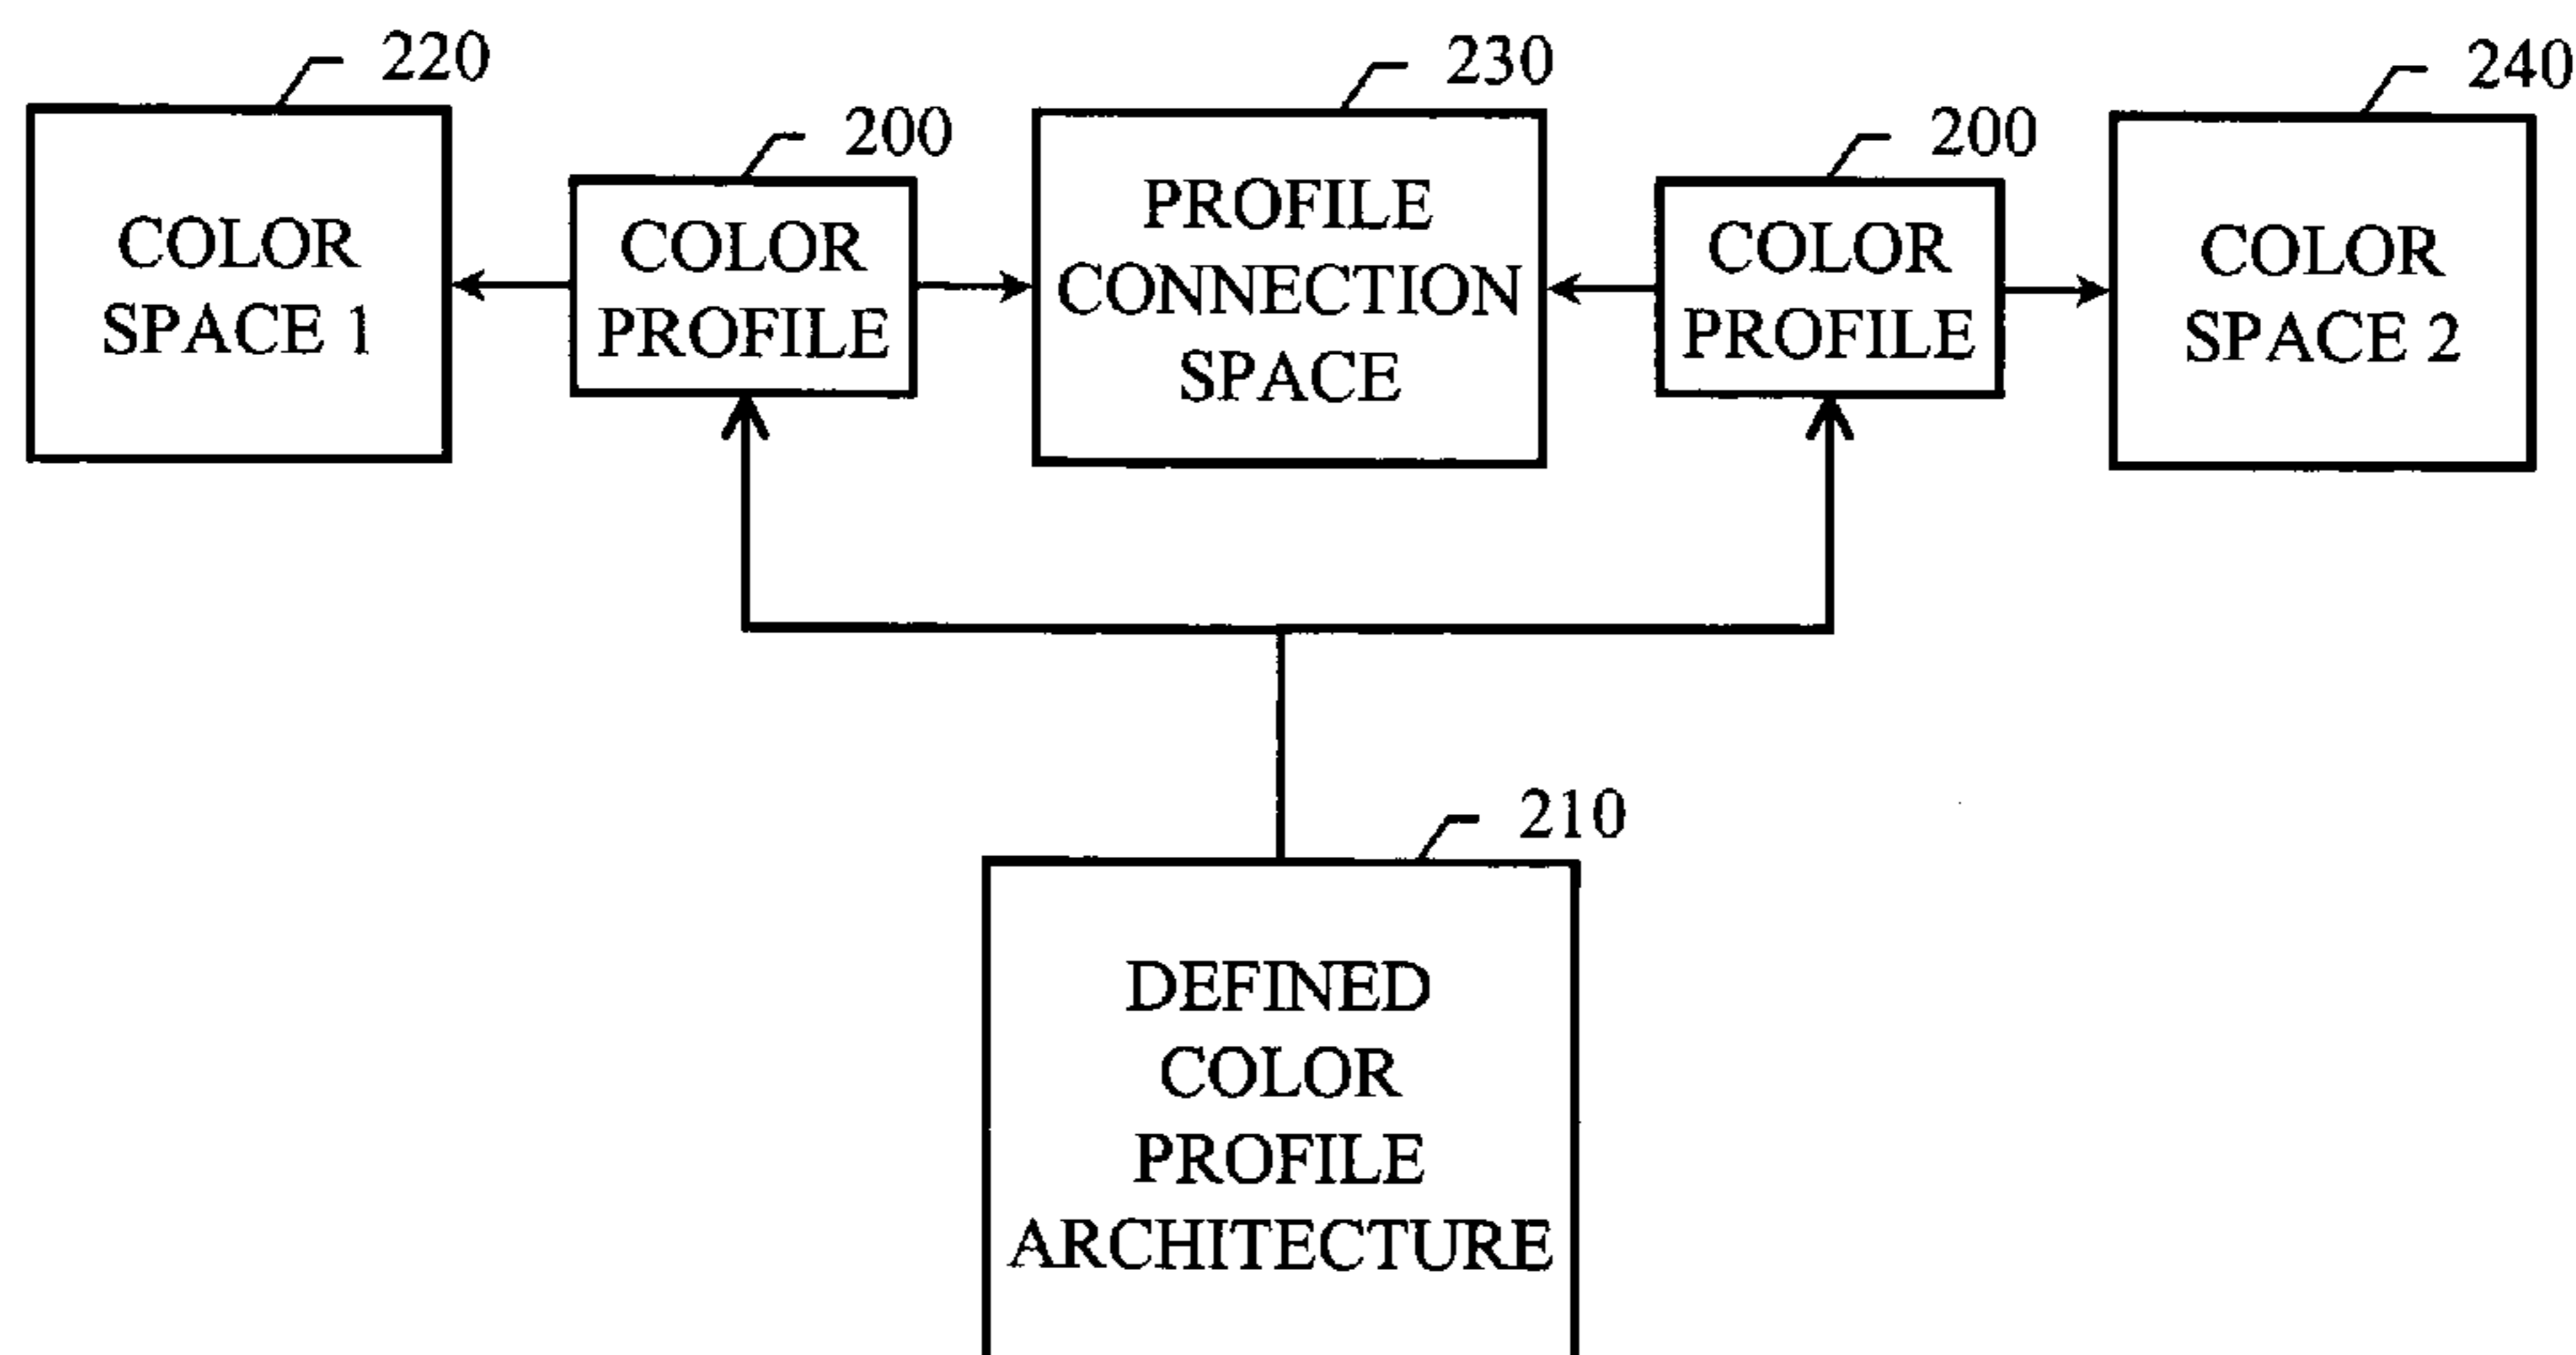 220
COLOR
SPACE 1
200
COLOR
PROFILE
230
PROFILE
CONNECTION
SPACE
200
COLOR
PROFILE
240
COLOR
SPACE 2
210
DEFINED
COLOR
PROFILE
ARCHITECTURE